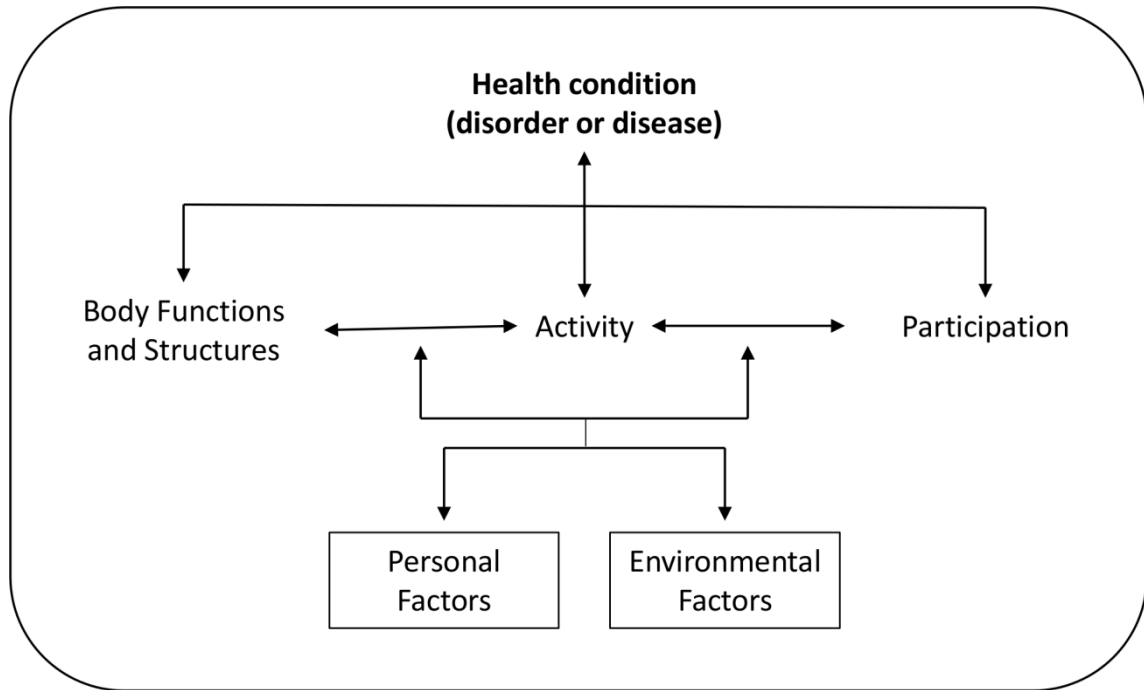 Health condition
(disorder or disease)
Body Functions
and Structures
Activity
Participation
Personal
Factors
Environmental
Factors